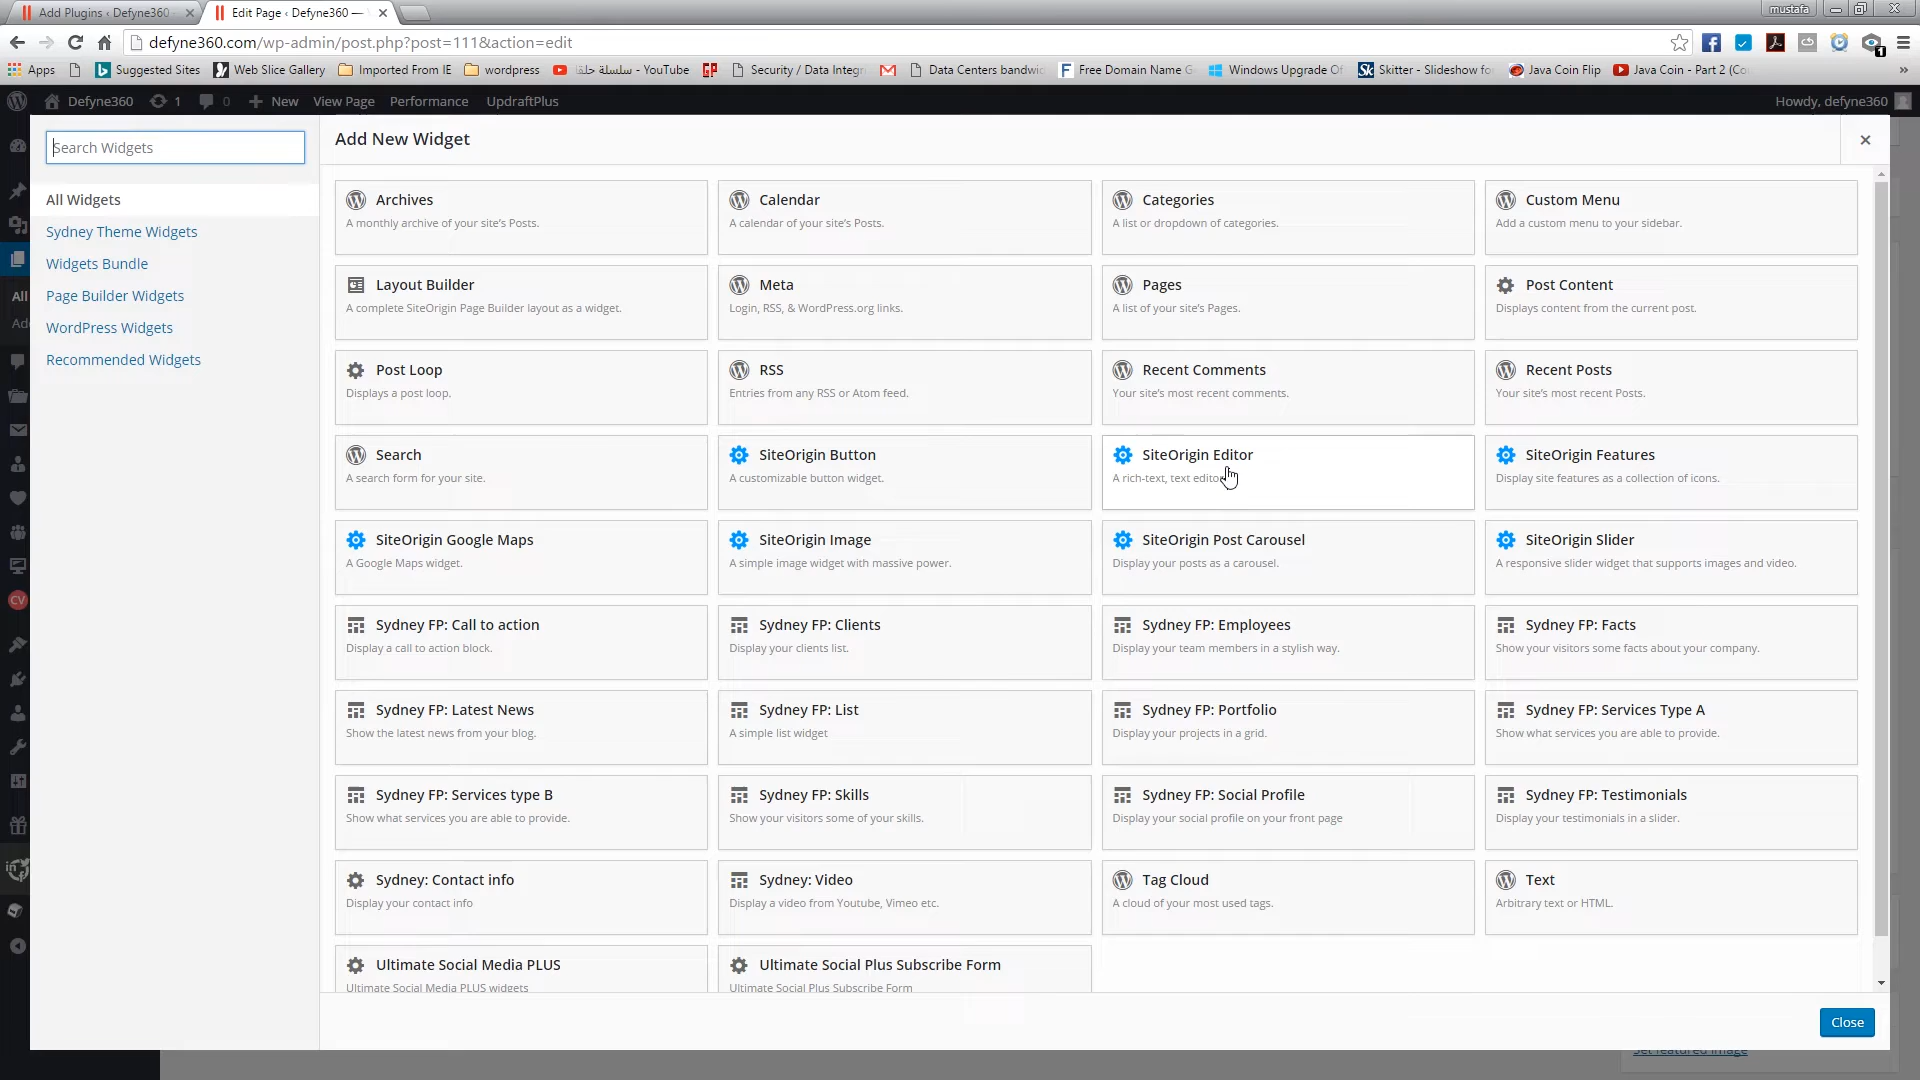 Add Plugins ‹ Defyne360
Edit Page ‹ Defyne360 —
mustafa
defyne360.com/wp-admin/post.php?post=111&action=edit
1
Apps
Suggested Sites
Web Slice Gallery
Imported From IE
wordpress
YouTube - سلسلة حلقا
Security / Data Integr
Data Centers bandwi
Free Domain Name G
Windows Upgrade Of
Skitter - Slideshow fo
Java Coin Flip
Java Coin - Part 2 (Co
»
Defyne360
1
0
New
View Page
Performance
UpdraftPlus
Howdy, defyne360
Search Widgets
Add New Widget
All Widgets
Sydney Theme Widgets
Widgets Bundle
Page Builder Widgets
WordPress Widgets
Recommended Widgets
All
Ad
CV
in
Archives
A monthly archive of your site's Posts.
Calendar
A calendar of your site's Posts.
Categories
A list or dropdown of categories.
Custom Menu
Add a custom menu to your sidebar.
Layout Builder
A complete SiteOrigin Page Builder layout as a widget.
Meta
Login, RSS, & WordPress.org links.
Pages
A list of your site's Pages.
Post Content
Displays content from the current post.
Post Loop
Displays a post loop.
RSS
Entries from any RSS or Atom feed.
Recent Comments
Your site's most recent comments.
Recent Posts
Your site's most recent Posts.
Search
A search form for your site.
SiteOrigin Button
A customizable button widget.
SiteOrigin Editor
A rich-text, text edito
SiteOrigin Features
Display site features as a collection of icons.
SiteOrigin Google Maps
A Google Maps widget.
SiteOrigin Image
A simple image widget with massive power.
SiteOrigin Post Carousel
Display your posts as a carousel.
SiteOrigin Slider
A responsive slider widget that supports images and video.
Sydney FP: Call to action
Display a call to action block.
Sydney FP: Clients
Display your clients list.
Sydney FP: Employees
Display your team members in a stylish way.
Sydney FP: Facts
Show your visitors some facts about your company.
Sydney FP: Latest News
Show the latest news from your blog.
Sydney FP: List
A simple list widget
Sydney FP: Portfolio
Display your projects in a grid.
Sydney FP: Services Type A
Show what services you are able to provide.
Sydney FP: Services type B
Show what services you are able to provide.
Sydney FP: Skills
Show your visitors some of your skills.
Sydney FP: Social Profile
Display your social profile on your front page
Sydney FP: Testimonials
Display your testimonials in a slider.
Sydney: Contact info
Display your contact info
Sydney: Video
Display a video from Youtube, Vimeo etc.
Tag Cloud
A cloud of your most used tags.
Text
Arbitrary text or HTML.
Ultimate Social Media PLUS
Ultimate Social Media PLUS widgets
Ultimate Social Plus Subscribe Form
Ultimate Social Plus Subscribe Form
Close
Set featured image